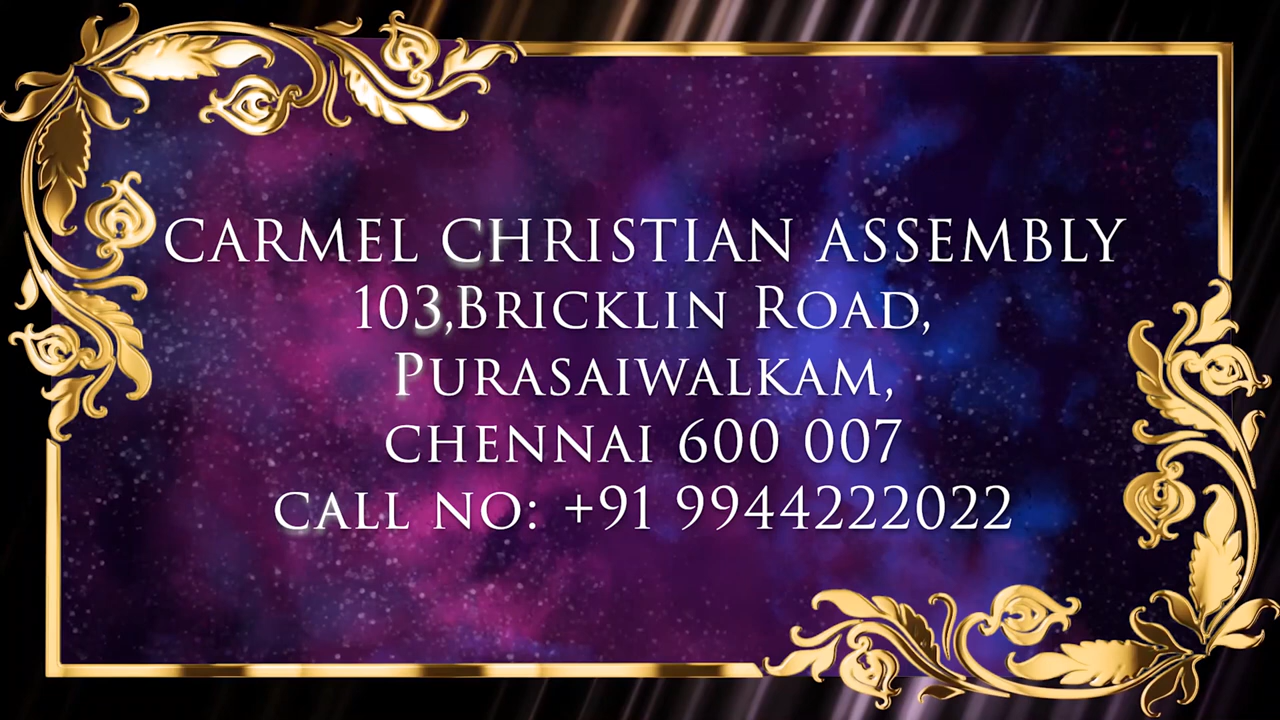 CARMEL CHRISTIAN ASSEMBLY
103,Bricklin Road,
Purasaiwalkam,
chennai 600 007
call no: +91 9944222022